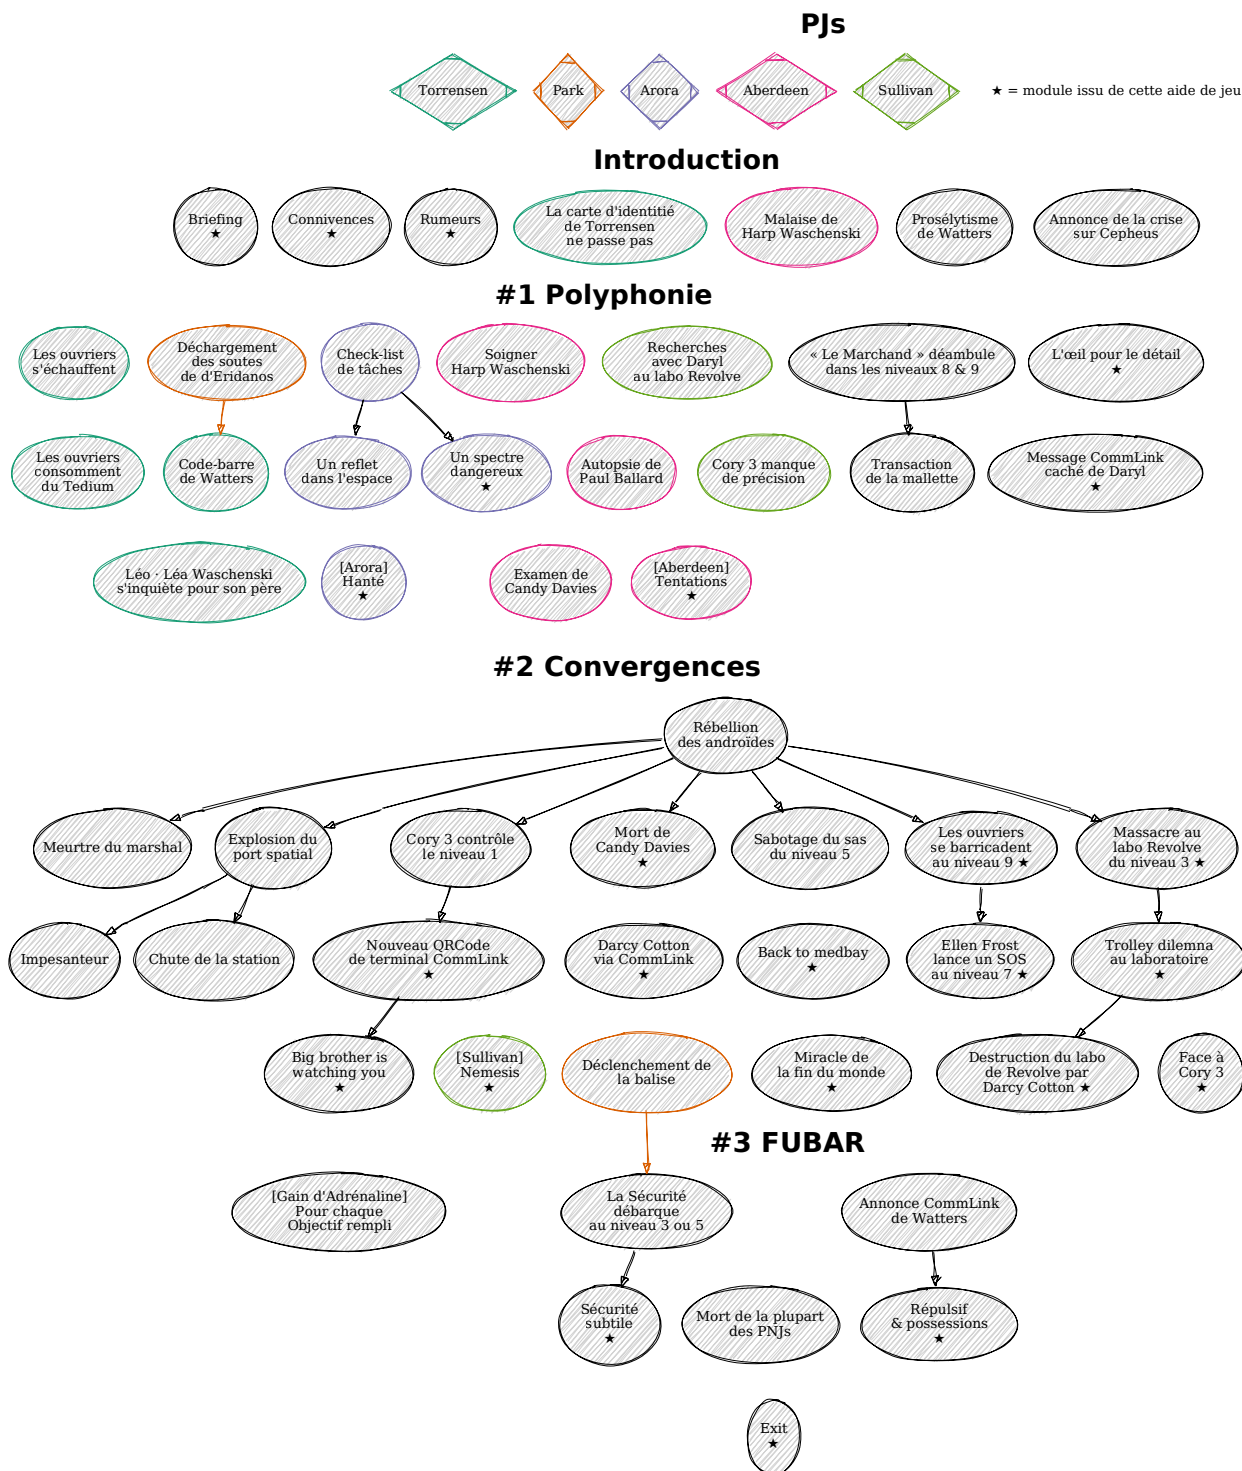 PJs
Torrensen
Park
Arora
Aberdeen
Sullivan
★ = module issu de cette aide de jeu
Introduction
Briefing
★
Connivences
★
Rumeurs
★
La carte d'identitié
de Torrensen
ne passe pas
Malaise de
Harp Waschenski
Prosélytisme
de Watters
Annonce de la crise
sur Cepheus
#1 Polyphonie
Les ouvriers
s'échauffent
Déchargement
des soutes
de d'Eridanos
Check-list
de tâches
Soigner
Harp Waschenski
Recherches
avec Daryl
au labo Revolve
« Le Marchand » déambule
dans les niveaux 8 & 9
L'œil pour le détail
★
Les ouvriers
consomment
du Tedium
Code-barre
de Watters
Un reflet
dans l'espace
Un spectre
dangereux
★
Autopsie de
Paul Ballard
Cory 3 manque
de précision
Transaction
de la mallette
Message CommLink
caché de Daryl
★
Léo · Léa Waschenski
s'inquiète pour son père
[Arora]
Hanté
★
Examen de
Candy Davies
[Aberdeen]
Tentations
★
#2 Convergences
Rébellion
des androïdes
Meurtre du marshal
Explosion du
port spatial
Cory 3 contrôle
le niveau 1
Mort de
Candy Davies
★
Sabotage du sas
du niveau 5
Les ouvriers
se barricadent
au niveau 9 ★
Massacre au
labo Revolve
du niveau 3 ★
Impesanteur
Chute de la station
Nouveau QRCode
de terminal CommLink
★
Darcy Cotton
via CommLink
★
Back to medbay
★
Ellen Frost
lance un SOS
au niveau 7 ★
Trolley dilemna
au laboratoire
★
Big brother is
watching you
★
[Sullivan]
Nemesis
★
Déclenchement de
la balise
Miracle de
la fin du monde
★
Destruction du labo
de Revolve par
Darcy Cotton ★
Face à
Cory 3
★
#3 FUBAR
[Gain d'Adrénaline]
Pour chaque
Objectif rempli
La Sécurité
débarque
au niveau 3 ou 5
Annonce CommLink
de Watters
Sécurité
subtile
★
Mort de la plupart
des PNJs
Répulsif
& possessions
★
Exit
★